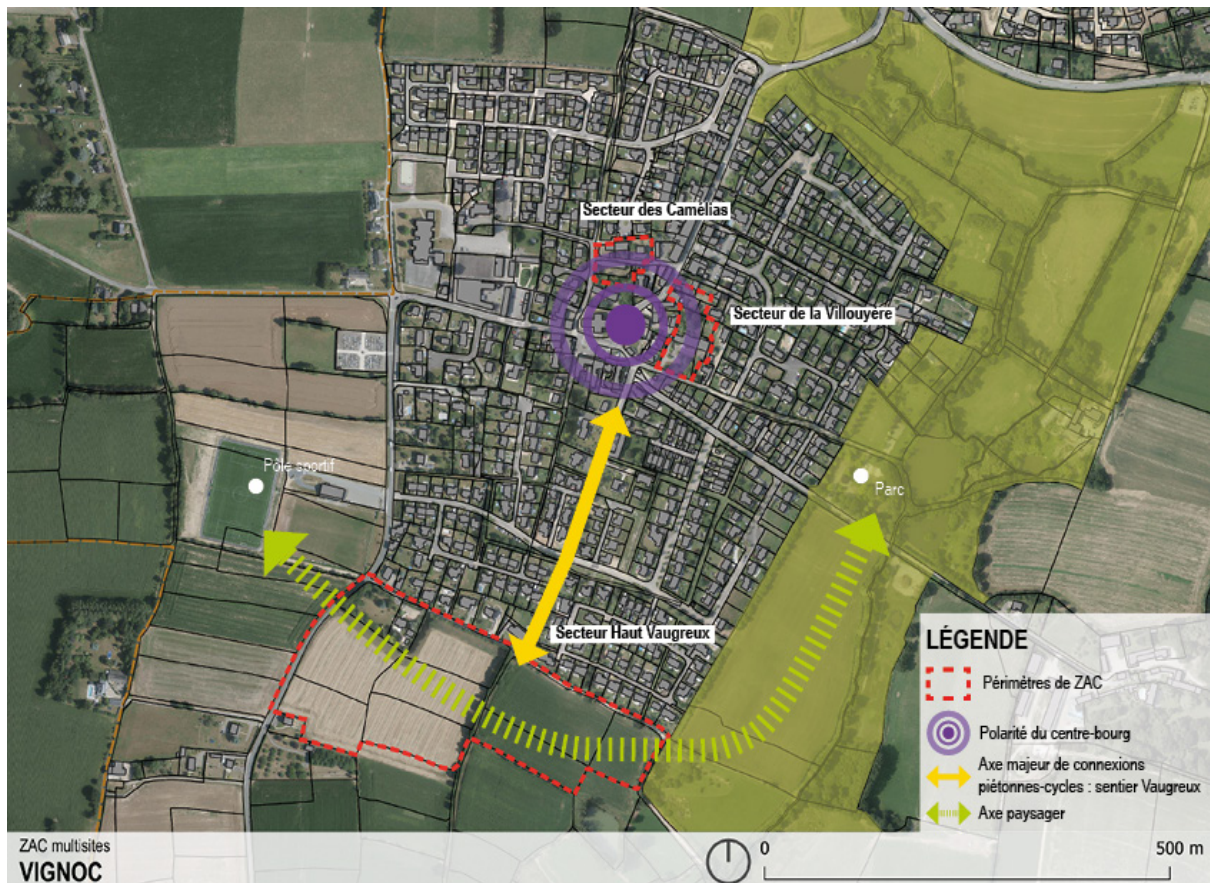 Secteur des Camélias
Secteur de la Villouyère
Pôle sportif
Parc
Secteur Haut Vaugreux
LÉGENDE
Périmètres de ZAC
Polarité du centre-bourg
Axe majeur de connexions
piétonnes-cycles : sentier Vaugreux
Axe paysager
ZAC multisites
VIGNOC
0
500 m